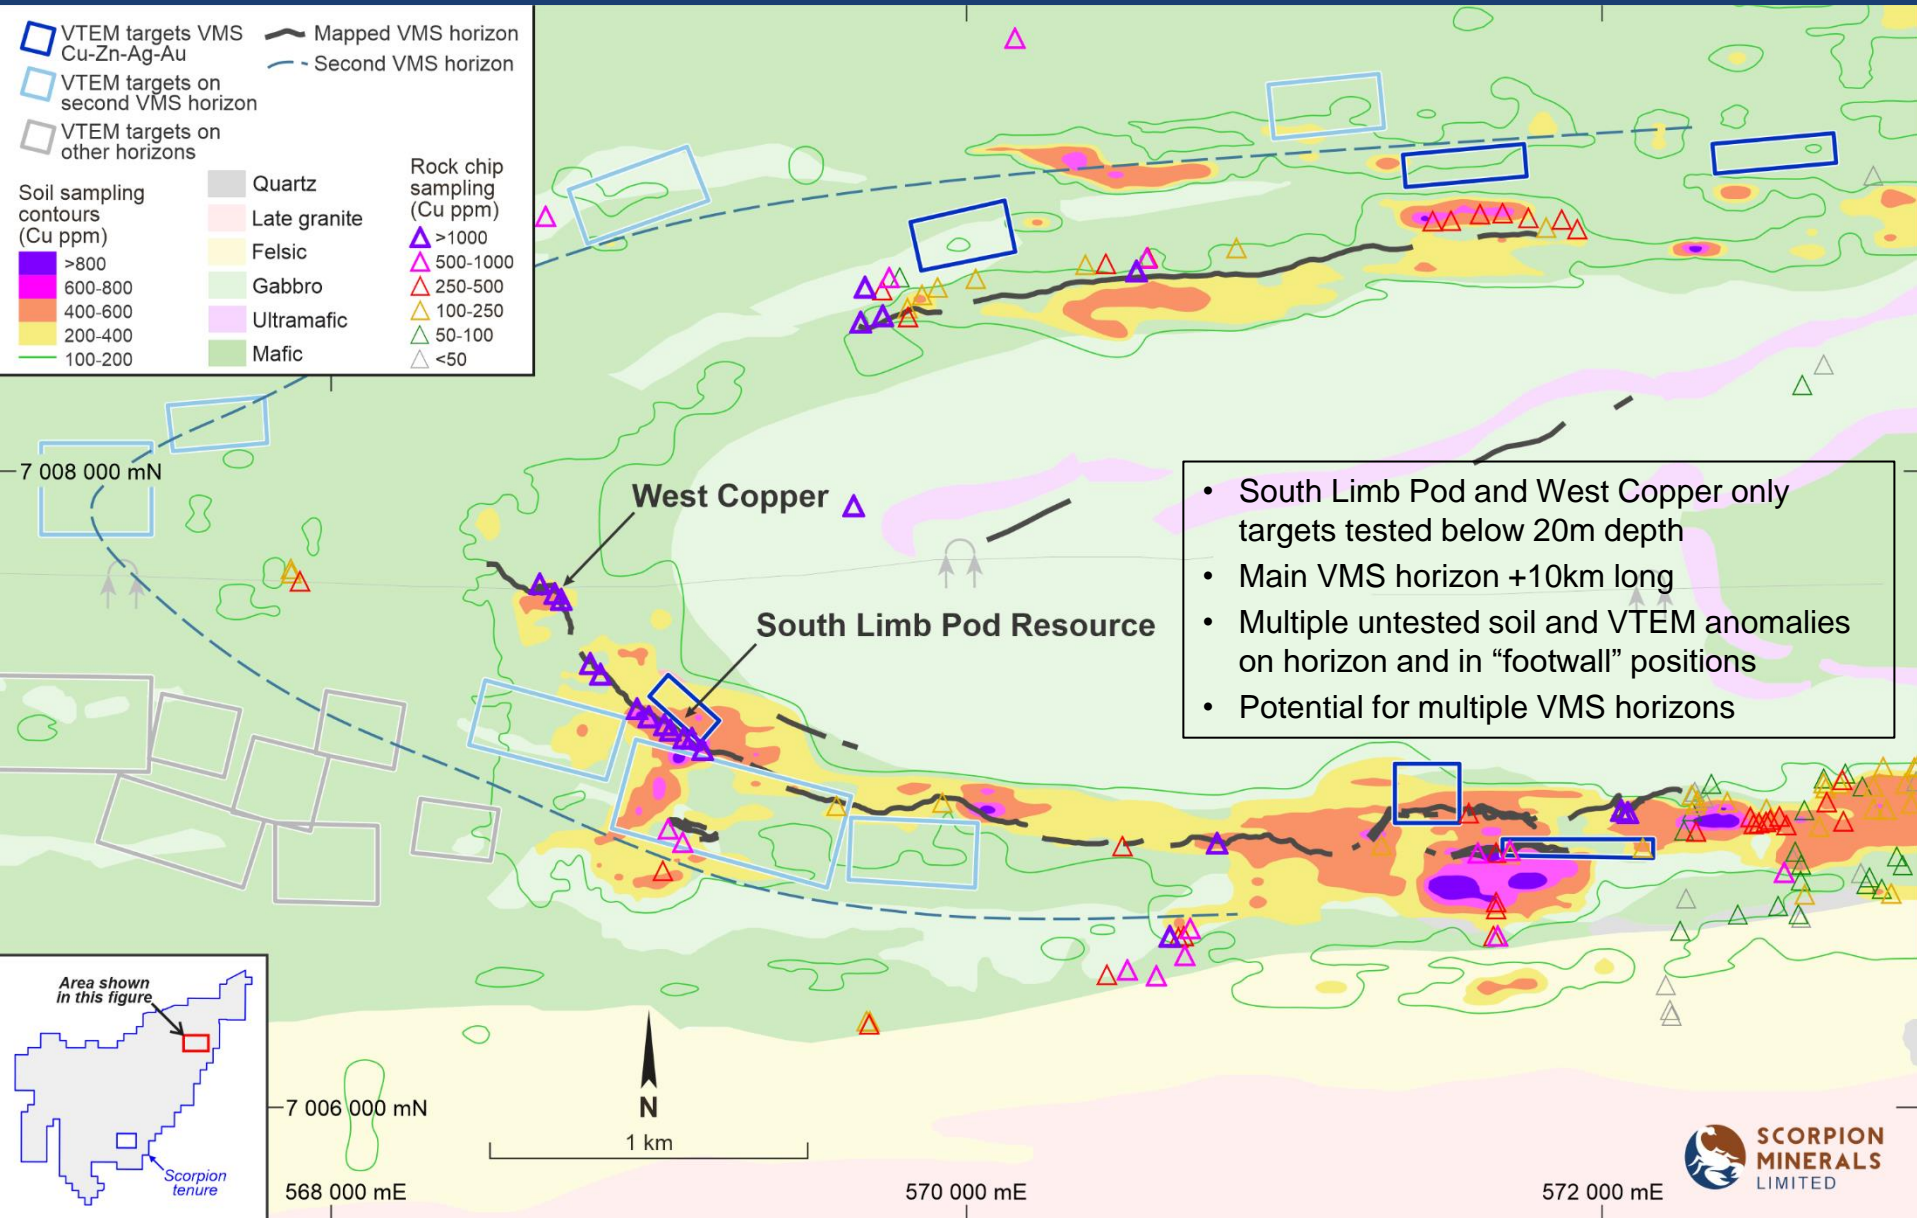 VTEM targets VMS
Cu-Zn-Ag-Au
VTEM targets on
second VMS horizon
VTEM targets on
other horizons
Mapped VMS horizon
Second VMS horizon
Soil sampling
contours
(Cu ppm)
>800
600-800
400-600
200-400
100-200
Quartz
Late granite
Felsic
Gabbro
Ultramafic
Mafic
Rock chip
sampling
(Cu ppm)
>1000
500-1000
250-500
100-250
50-100
<50
7 008 000 mN
West Copper
South Limb Pod Resource
• South Limb Pod and West Copper only
targets tested below 20m depth
• Main VMS horizon +10km long
• Multiple untested soil and VTEM anomalies
on horizon and in “footwall” positions
• Potential for multiple VMS horizons
Area shown
in this figure
Scorpion
tenure
7 006 000 mN
N
1 km
568 000 mE
570 000 mE
572 000 mE
SCORPION
MINERALS
LIMITED